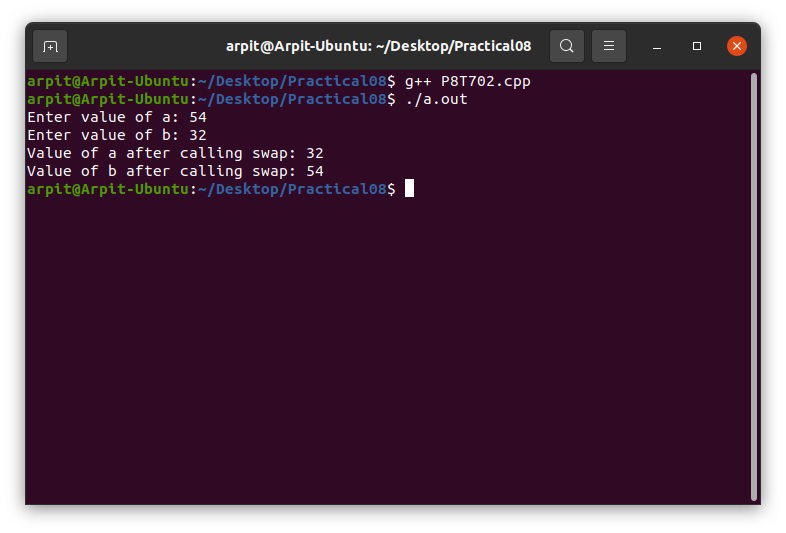 arpit@Arpit-Ubuntu: ~/Desktop/Practical08
arpit@Arpit-Ubuntu:~/Desktop/Practical08$ g++ P8T702.cpp
arpit@Arpit-Ubuntu:~/Desktop/Practical08$ ./a.out
Enter value of a: 54
Enter value of b: 32
Value of a after calling swap: 32
Value of b after calling swap: 54
arpit@Arpit-Ubuntu:~/Desktop/Practical08$